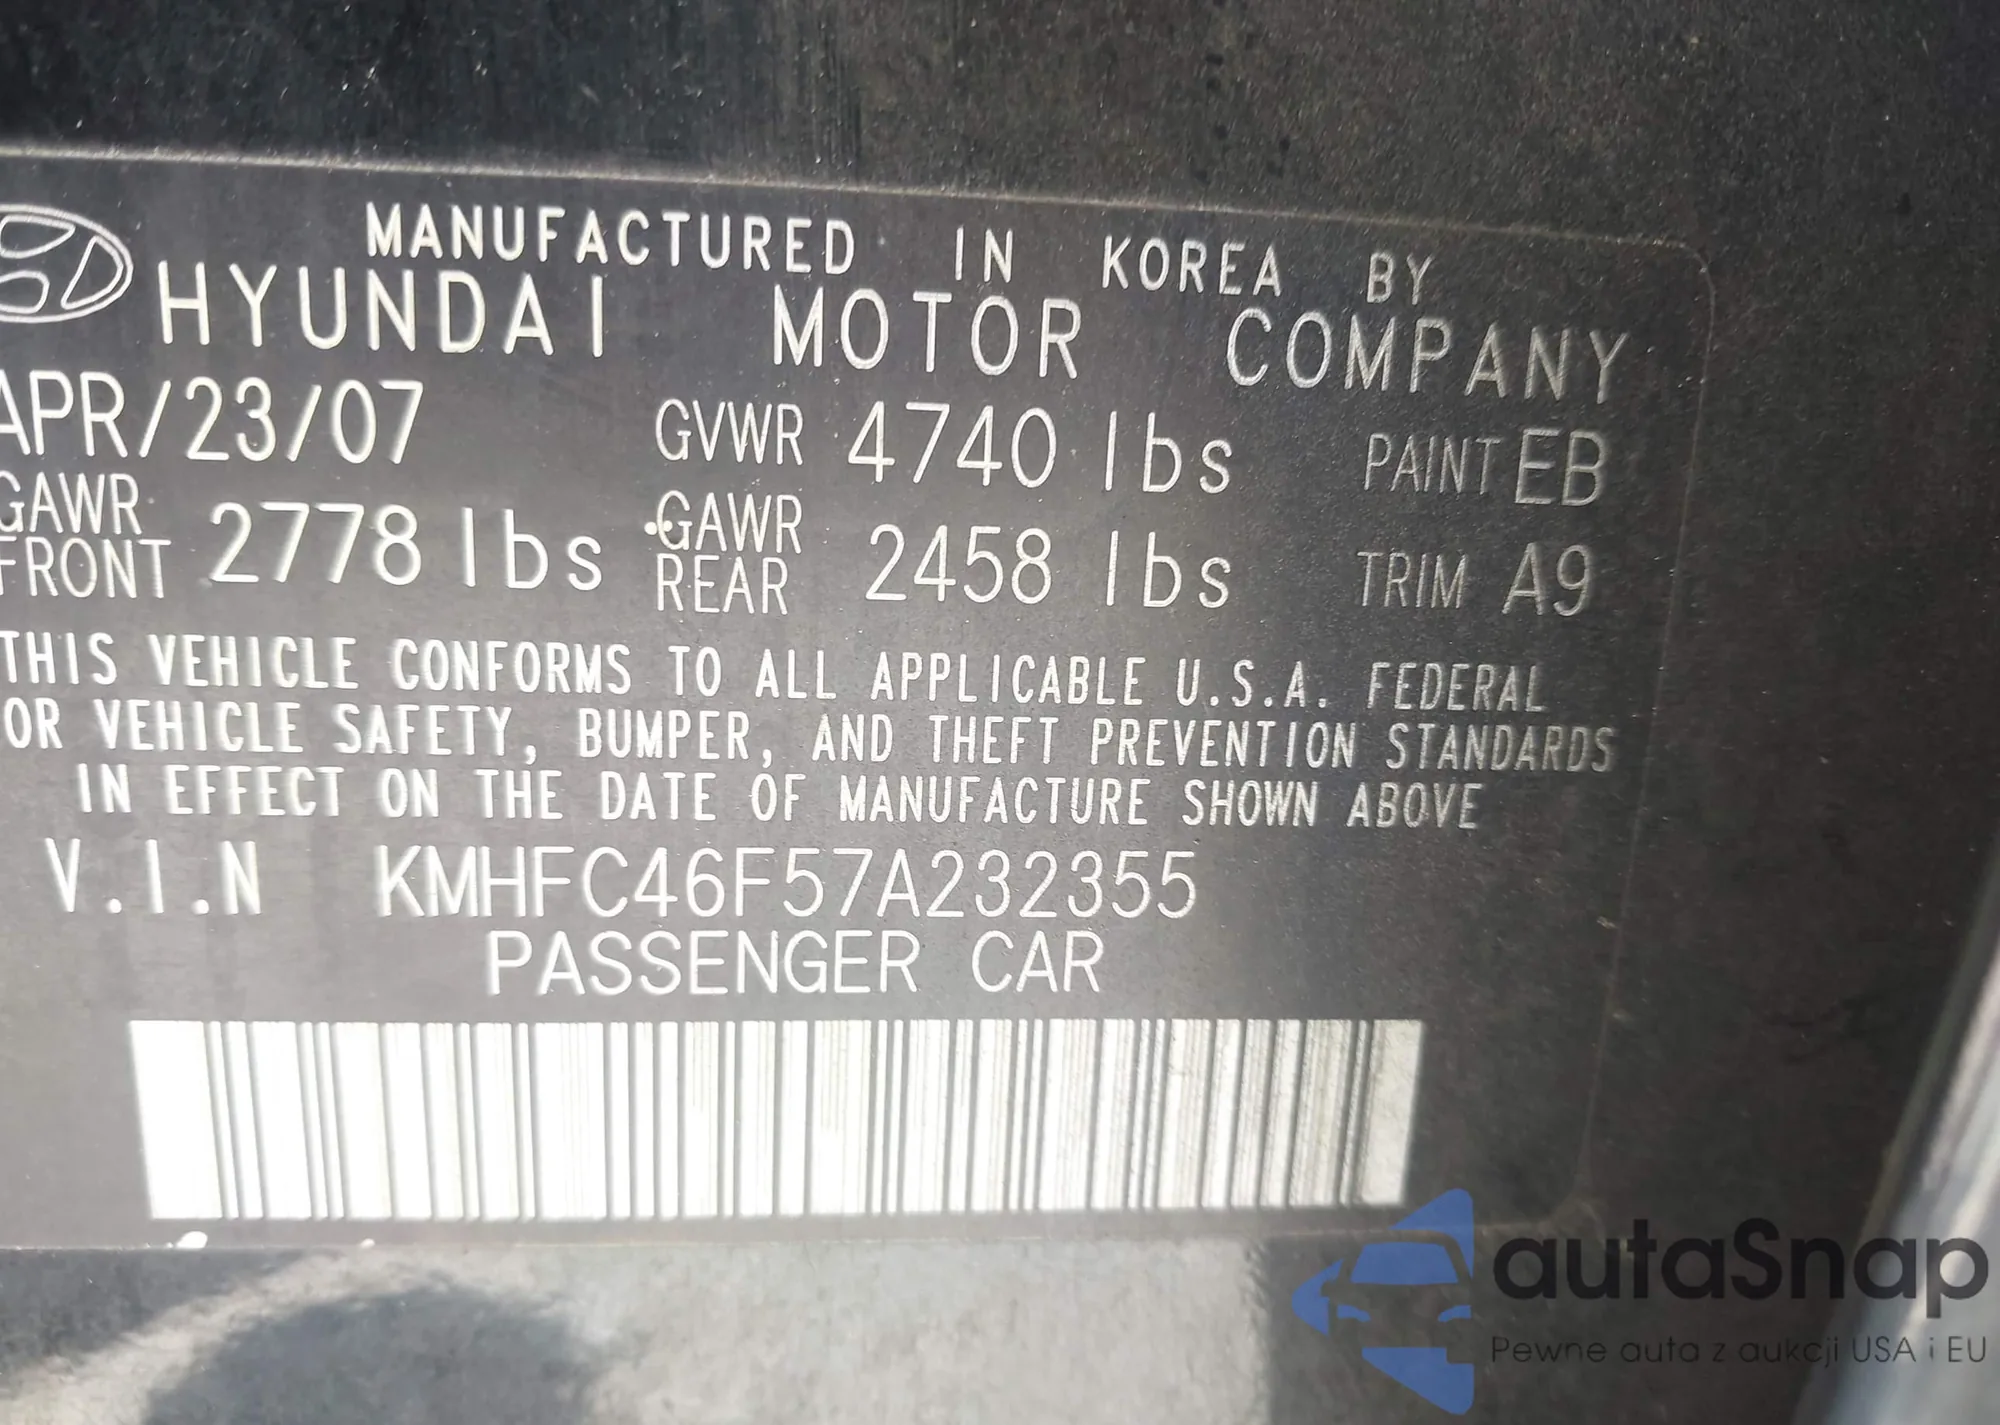 MANUFACTURED IN KOREA BY
HYUNDAI MOTOR COMPANY
APR/23/07 GVWR 4740 lbs PAINT EB
GAWR FRONT 2778 lbs GAWR REAR 2458 lbs TRIM A9
THIS VEHICLE CONFORMS TO ALL APPLICABLE U.S.A. FEDERAL
OR VEHICLE SAFETY, BUMPER, AND THEFT PREVENTION STANDARDS
IN EFFECT ON THE DATE OF MANUFACTURE SHOWN ABOVE
V.I.N KMHFC46F57A232355
PASSENGER CAR
autaSnap
Pewne auta z aukcji USA i EU